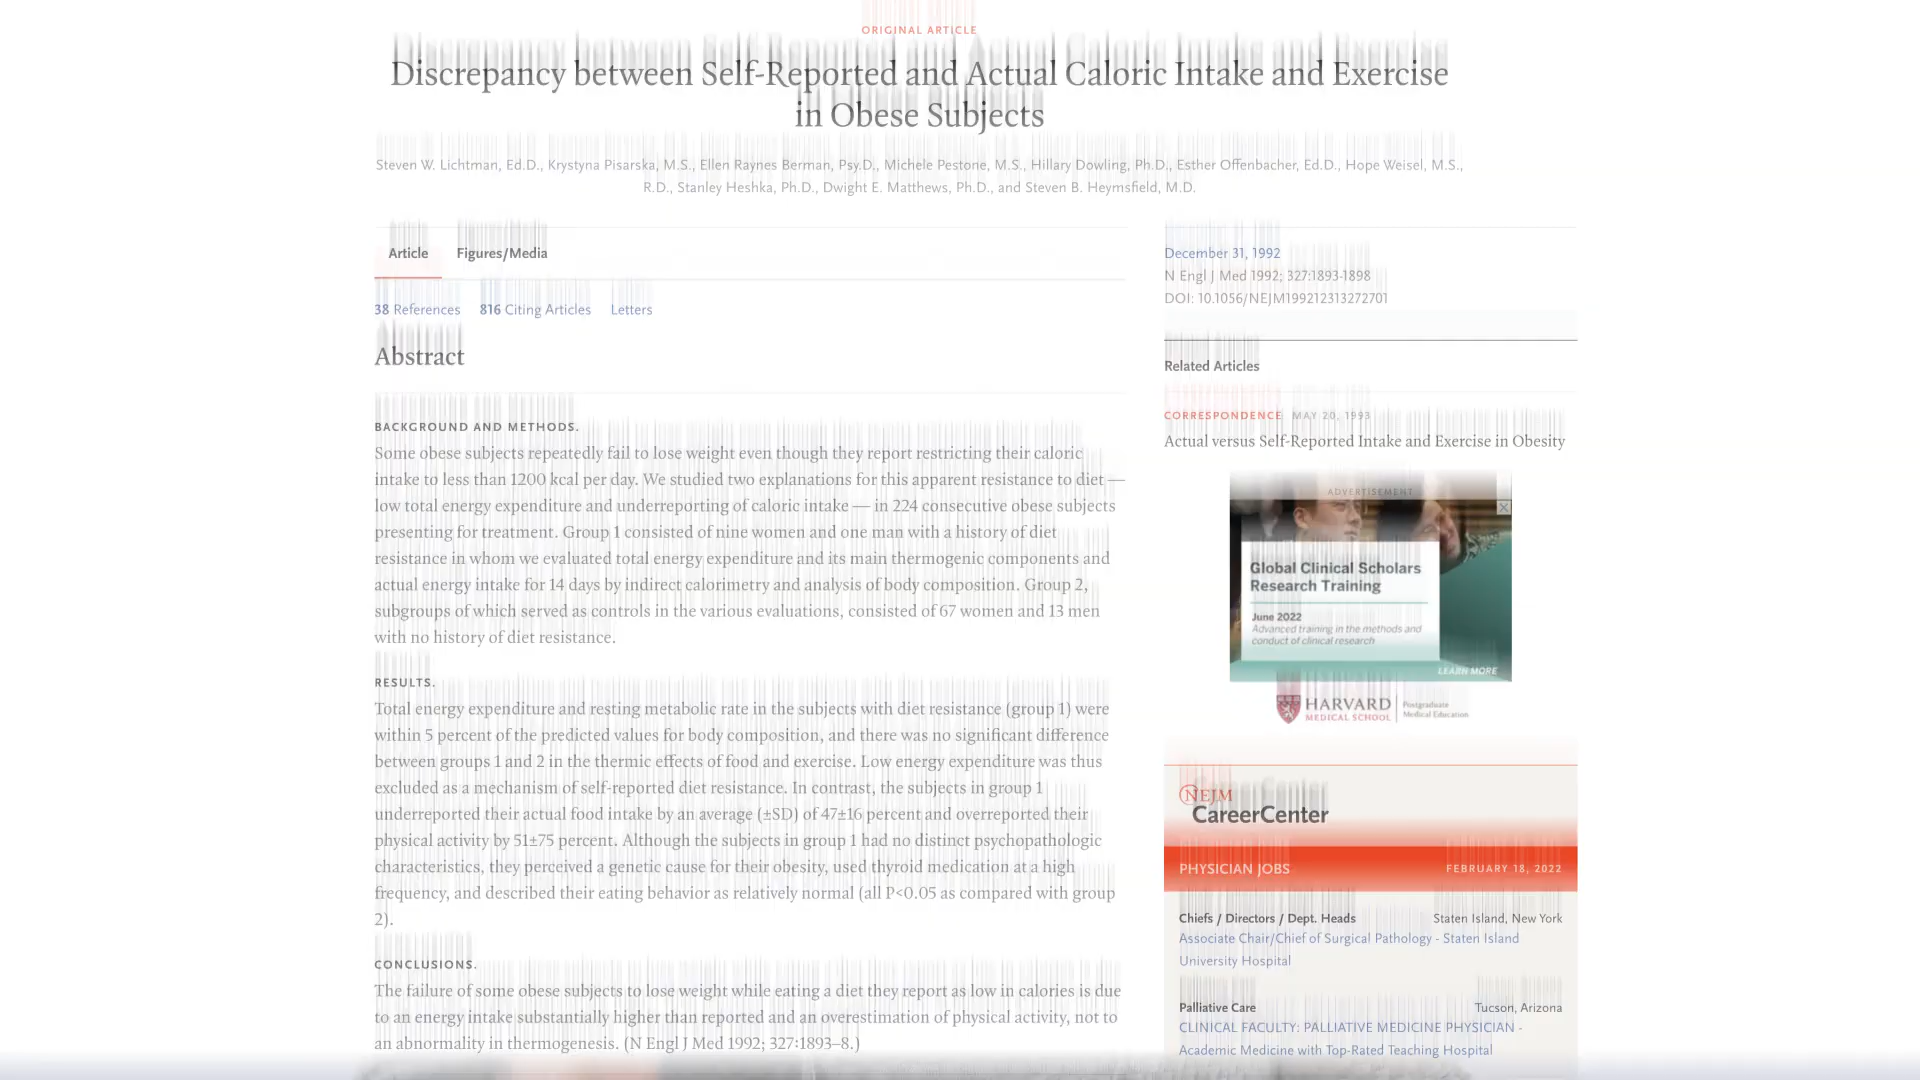 ORIGINAL ARTICLE
Discrepancy between Self-Reported and Actual Caloric Intake and Exercise
in Obese Subjects
Steven W. Lichtman, Ed.D., Krystyna Pisarska, M.S., Ellen Raynes Berman, Psy.D., Michele Pestone, M.S., Hillary Dowling, Ph.D., Esther Offenbacher, Ed.D., Hope Weisel, M.S.,
R.D., Stanley Heshka, Ph.D., Dwight E. Matthews, Ph.D., and Steven B. Heymsfield, M.D.
Article Figures/Media
38 References 816 Citing Articles Letters
Abstract
BACKGROUND AND METHODS.
Some obese subjects repeatedly fail to lose weight even though they report restricting their caloric
intake to less than 1200 kcal per day. We studied two explanations for this apparent resistance to diet —
low total energy expenditure and underreporting of caloric intake — in 224 consecutive obese subjects
presenting for treatment. Group 1 consisted of nine women and one man with a history of diet
resistance in whom we evaluated total energy expenditure and its main thermogenic components and
actual energy intake for 14 days by indirect calorimetry and analysis of body composition. Group 2,
subgroups of which served as controls in the various evaluations, consisted of 67 women and 13 men
with no history of diet resistance.
RESULTS.
Total energy expenditure and resting metabolic rate in the subjects with diet resistance (group 1) were
within 5 percent of the predicted values for body composition, and there was no significant difference
between groups 1 and 2 in the thermic effects of food and exercise. Low energy expenditure was thus
excluded as a mechanism of self-reported diet resistance. In contrast, the subjects in group 1
underreported their actual food intake by an average (±SD) of 47±16 percent and overreported their
physical activity by 51±75 percent. Although the subjects in group 1 had no distinct psychopathologic
characteristics, they perceived a genetic cause for their obesity, used thyroid medication at a high
frequency, and described their eating behavior as relatively normal (all P<0.05 as compared with group
2).
CONCLUSIONS.
The failure of some obese subjects to lose weight while eating a diet they report as low in calories is due
to an energy intake substantially higher than reported and an overestimation of physical activity, not to
an abnormality in thermogenesis. (N Engl J Med 1992; 327:1893–8.)
December 31, 1992
N Engl J Med 1992; 327:1893-1898
DOI: 10.1056/NEJM199212313272701
Related Articles
CORRESPONDENCE MAY 20, 1993
Actual versus Self-Reported Intake and Exercise in Obesity
ADVERTISEMENT
Global Clinical Scholars
Research Training
June 2022
Advanced training in the methods and
conduct of clinical research
LEARN MORE
HARVARD
MEDICAL SCHOOL
Postgraduate
Medical Education
NEJM
CareerCenter
PHYSICIAN JOBS FEBRUARY 18, 2022
Chiefs / Directors / Dept. Heads Staten Island, New York
Associate Chair/Chief of Surgical Pathology - Staten Island
University Hospital
Palliative Care Tucson, Arizona
CLINICAL FACULTY: PALLIATIVE MEDICINE PHYSICIAN -
Academic Medicine with Top-Rated Teaching Hospital